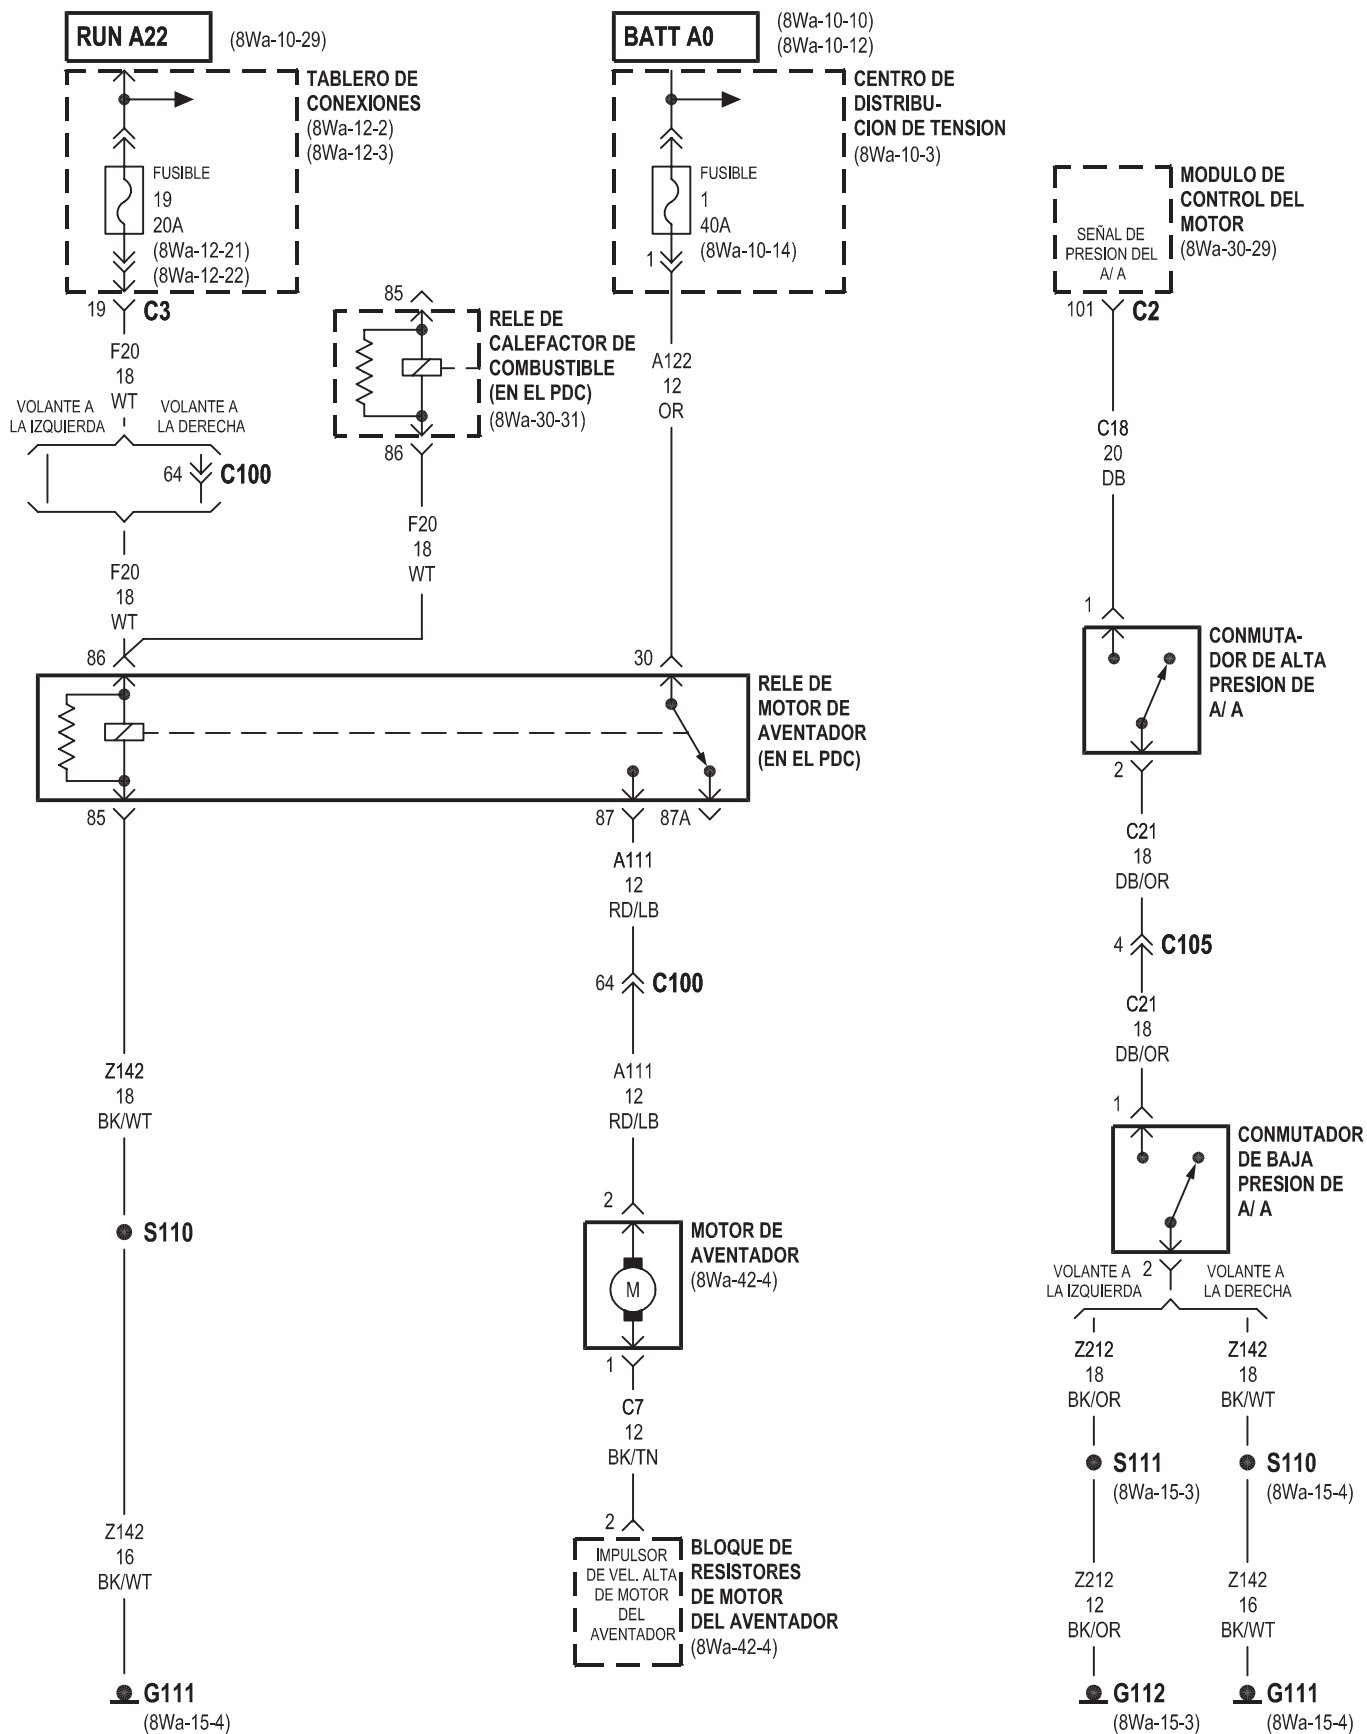 RUN A22
(8Wa-10-29)
TABLERO DE
CONEXIONES
(8Wa-12-2)
(8Wa-12-3)
FUSIBLE
19
20A
(8Wa-12-21)
(8Wa-12-22)
19
C3
F20
18
WT
VOLANTE A
LA IZQUIERDA
VOLANTE A
LA DERECHA
64
C100
F20
18
WT
86
85
RELE DE
CALEFACTOR DE
COMBUSTIBLE
(EN EL PDC)
(8Wa-30-31)
86
F20
18
WT
BATT A0
(8Wa-10-10)
(8Wa-10-12)
CENTRO DE
DISTRIBU-
CION DE TENSION
(8Wa-10-3)
FUSIBLE
1
40A
(8Wa-10-14)
1
A122
12
OR
30
RELE DE
MOTOR DE
AVENTADOR
(EN EL PDC)
85
87
87A
Z142
18
BK/WT
S110
Z142
16
BK/WT
G111
(8Wa-15-4)
A111
12
RD/LB
64
C100
A111
12
RD/LB
2
MOTOR DE
AVENTADOR
(8Wa-42-4)
M
1
C7
12
BK/TN
2
IMPULSOR
DE VEL. ALTA
DE MOTOR
DEL
AVENTADOR
BLOQUE DE
RESISTORES
DE MOTOR
DEL AVENTADOR
(8Wa-42-4)
SEÑAL DE
PRESION DEL
A/ A
MODULO DE
CONTROL DEL
MOTOR
(8Wa-30-29)
101
C2
C18
20
DB
1
CONMUTA-
DOR DE ALTA
PRESION DE
A/ A
2
C21
18
DB/OR
4
C105
C21
18
DB/OR
1
CONMUTADOR
DE BAJA
PRESION DE
A/ A
VOLANTE A
LA IZQUIERDA
2
VOLANTE A
LA DERECHA
Z212
18
BK/OR
S111
(8Wa-15-3)
Z212
12
BK/OR
G112
(8Wa-15-3)
Z142
18
BK/WT
S110
(8Wa-15-4)
Z142
16
BK/WT
G111
(8Wa-15-4)